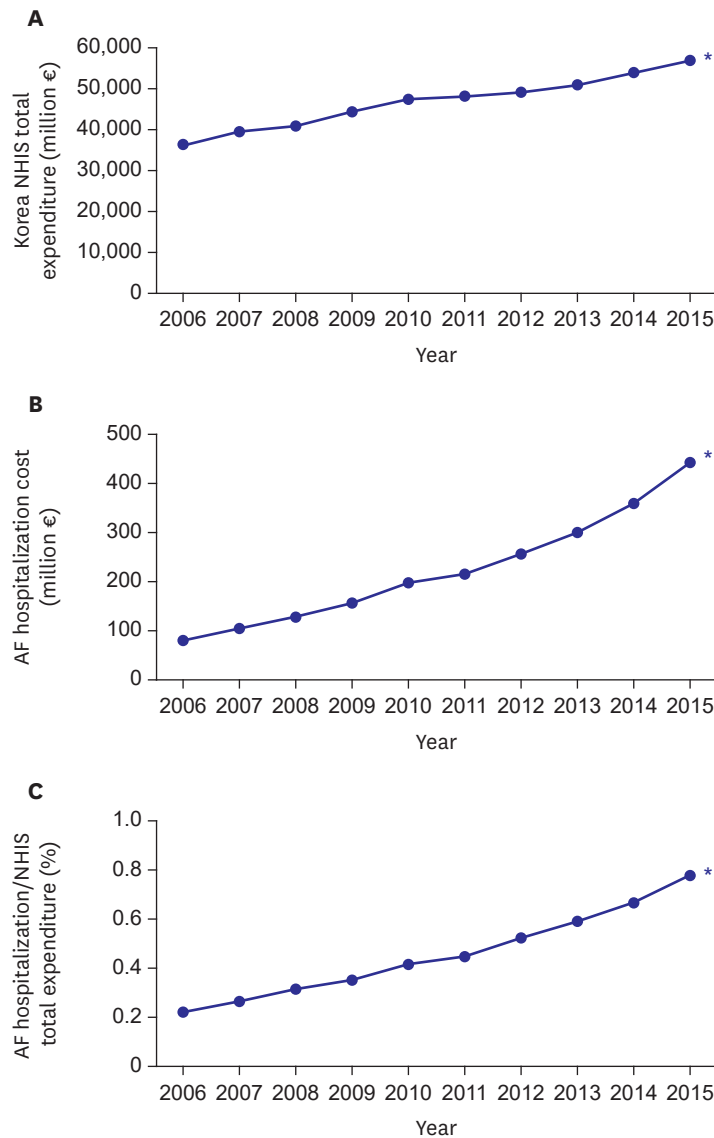 A
Korea NHIS total
expenditure (million €)
60,000
50,000
40,000
30,000
20,000
10,000
0
2006 2007 2008 2009 2010 2011 2012 2013 2014 2015
Year
*
B
AF hospitalization cost
(million €)
500
400
300
200
100
0
2006 2007 2008 2009 2010 2011 2012 2013 2014 2015
Year
*
C
AF hospitalization/NHIS
total expenditure (%)
1.0
0.8
0.6
0.4
0.2
0
2006 2007 2008 2009 2010 2011 2012 2013 2014 2015
Year
*